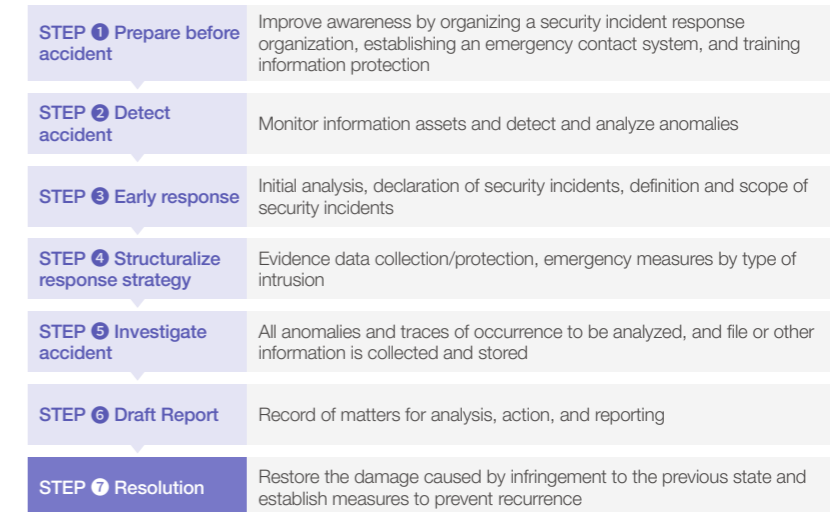 STEP ❶ Prepare before
accident
Improve awareness by organizing a security incident response
organization, establishing an emergency contact system, and training
information protection
STEP ❷ Detect
accident
Monitor information assets and detect and analyze anomalies
STEP ❸ Early response
Initial analysis, declaration of security incidents, definition and scope of
security incidents
STEP ❹ Structuralize
response strategy
Evidence data collection/protection, emergency measures by type of
intrusion
STEP ❺ Investigate
accident
All anomalies and traces of occurrence to be analyzed, and file or other
information is collected and stored
STEP ❻ Draft Report
Record of matters for analysis, action, and reporting
STEP ❼ Resolution
Restore the damage caused by infringement to the previous state and
establish measures to prevent recurrence